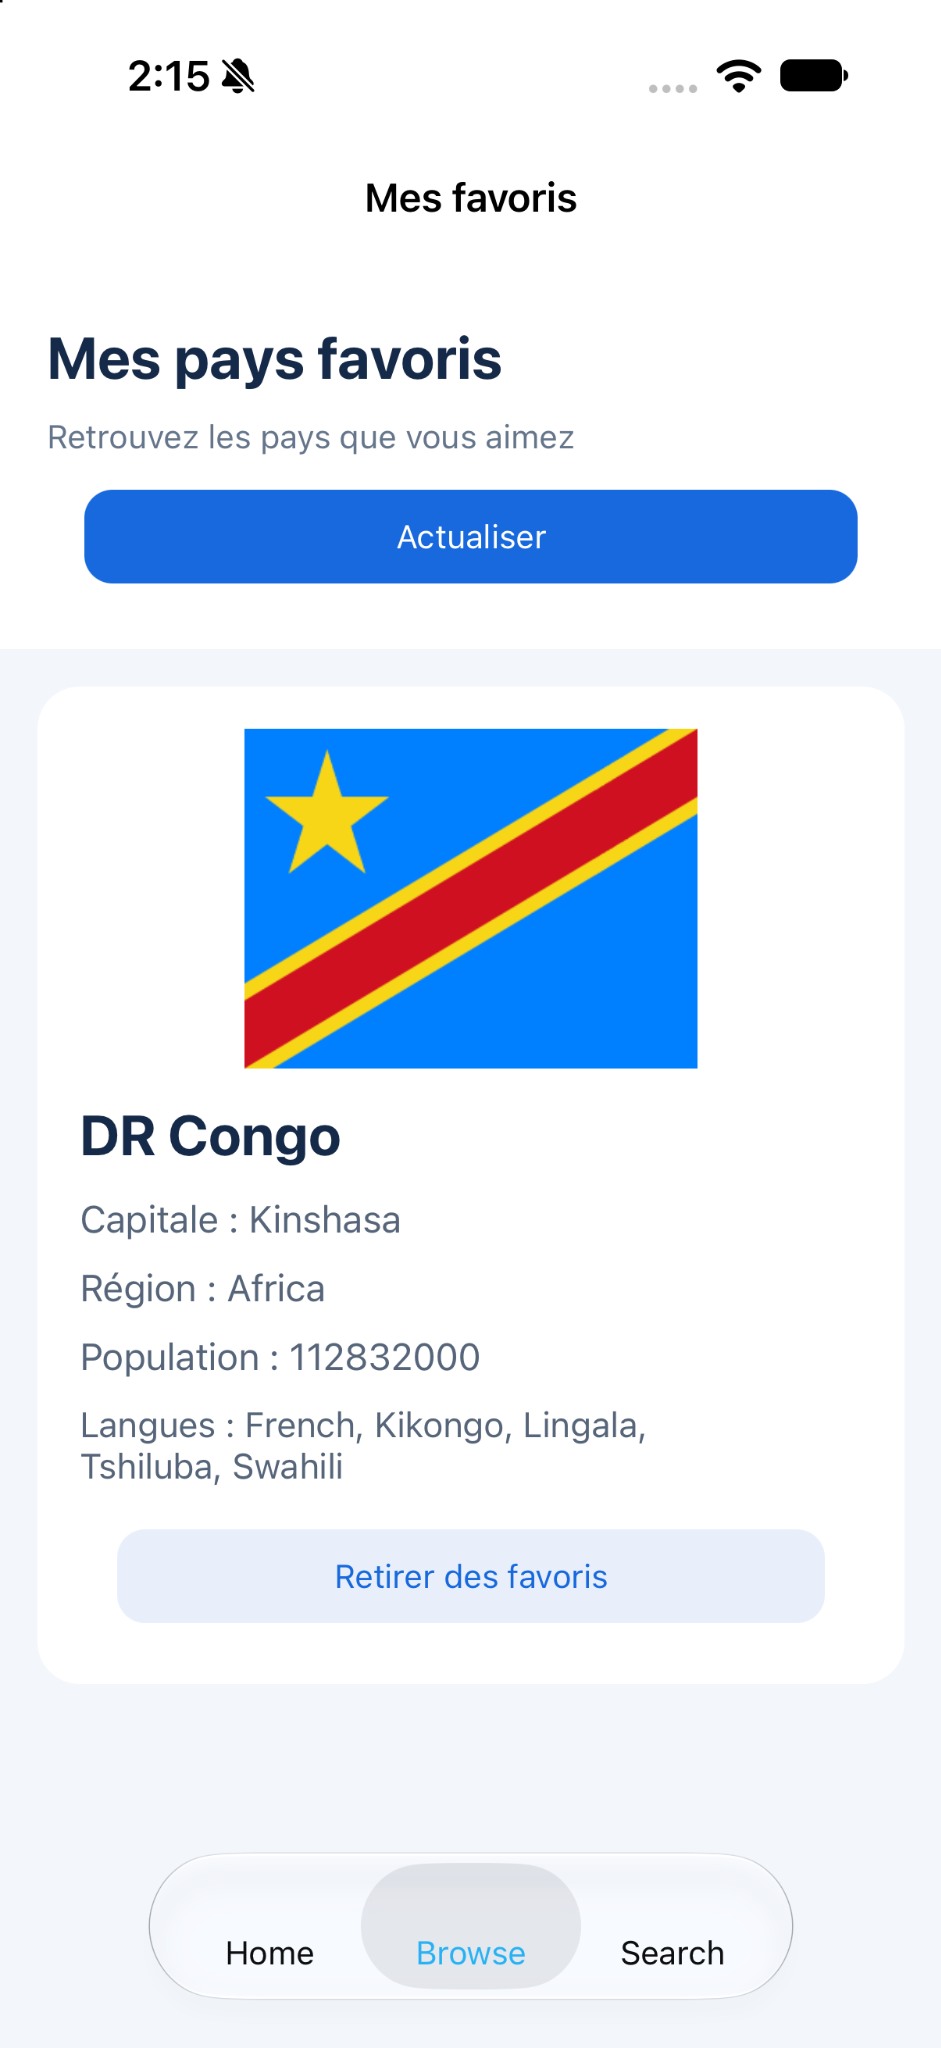 2:15
Mes favoris
Mes pays favoris
Retrouvez les pays que vous aimez
Actualiser
DR Congo
Capitale : Kinshasa
Région : Africa
Population : 112832000
Langues : French, Kikongo, Lingala,
Tshiluba, Swahili
Retirer des favoris
Home Browse Search